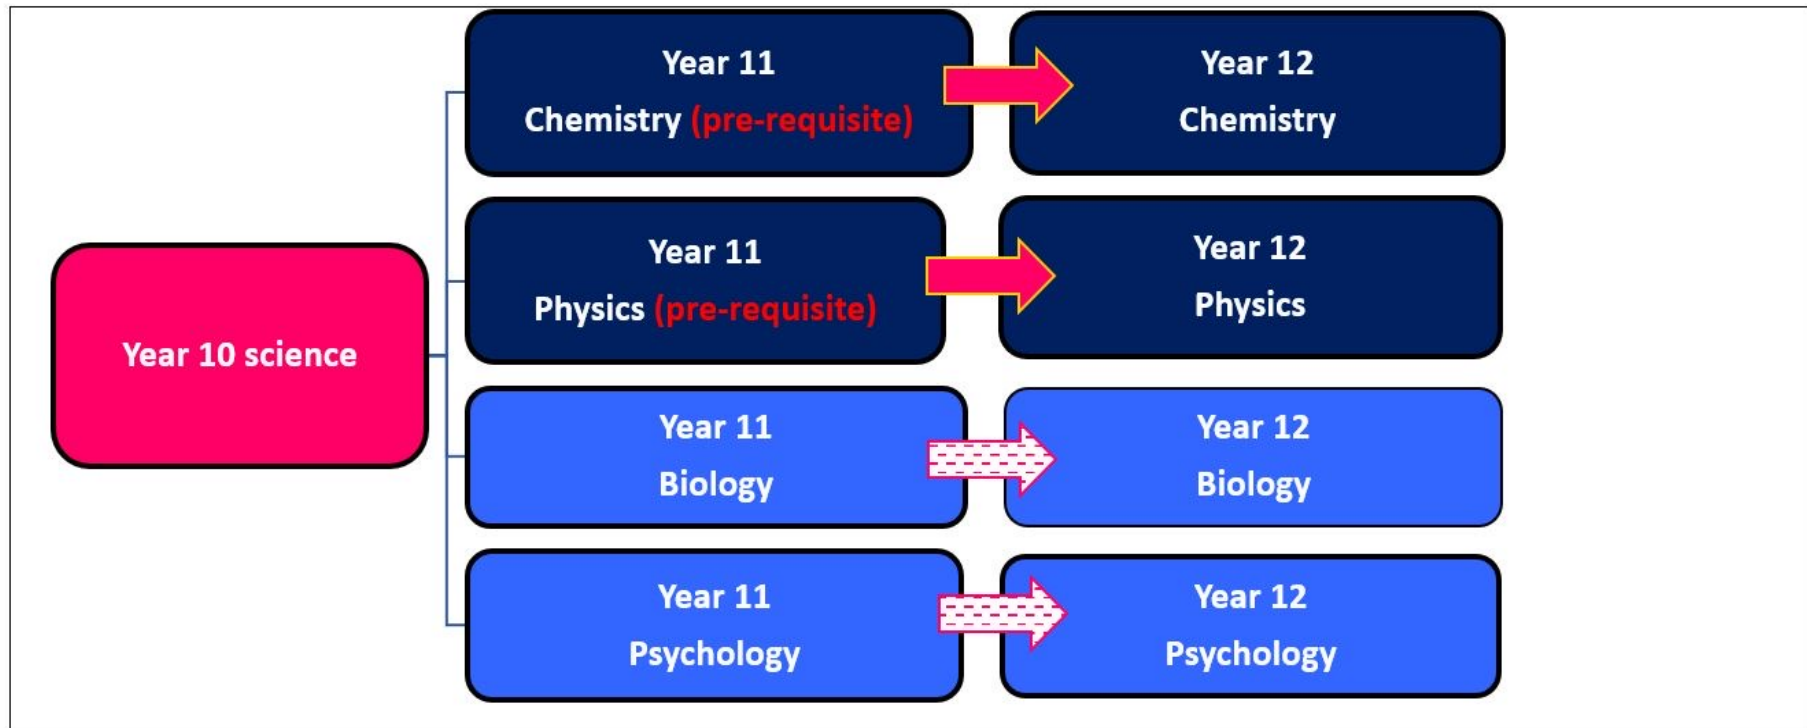 Year 10 science
Year 11
Chemistry (pre-requisite)
Year 12
Chemistry
Year 11
Physics (pre-requisite)
Year 12
Physics
Year 11
Biology
Year 12
Biology
Year 11
Psychology
Year 12
Psychology